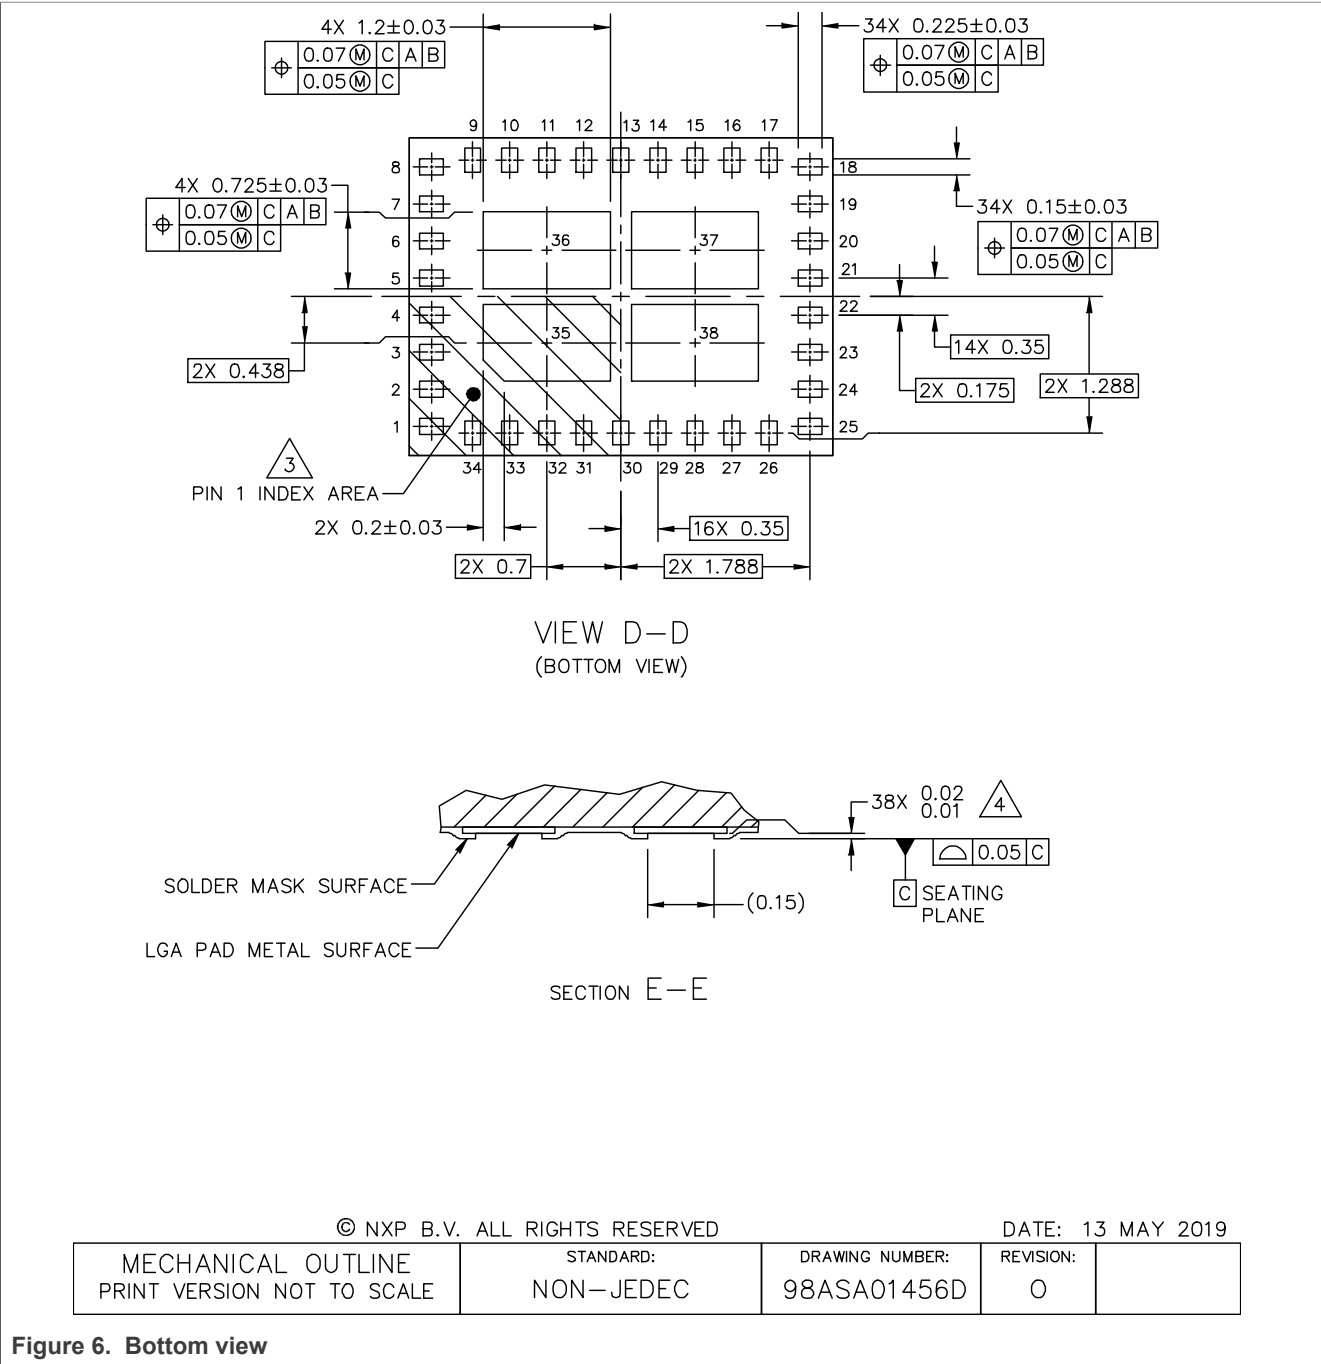 4X 1.2±0.03
0.07Ⓜ C A B
0.05Ⓜ C
34X 0.225±0.03
0.07Ⓜ C A B
0.05Ⓜ C
9 10 11 12 13 14 15 16 17
8 18
4X 0.725±0.03
0.07Ⓜ C A B
0.05Ⓜ C
7 19
34X 0.15±0.03
0.07Ⓜ C A B
0.05Ⓜ C
6 36 37 20
5 21
4 22
35 38
3 23
14X 0.35
2X 0.438
2 24
2X 0.175
2X 1.288
1 25
3
34 33 32 31 30 29 28 27 26
PIN 1 INDEX AREA
2X 0.2±0.03
16X 0.35
2X 0.7
2X 1.788
VIEW D-D
(BOTTOM VIEW)
38X 0.02
0.01
4
0.05 C
SOLDER MASK SURFACE
(0.15)
C SEATING
PLANE
LGA PAD METAL SURFACE
SECTION E-E
© NXP B.V. ALL RIGHTS RESERVED
DATE: 13 MAY 2019
MECHANICAL OUTLINE
PRINT VERSION NOT TO SCALE
STANDARD:
NON-JEDEC
DRAWING NUMBER:
98ASA01456D
REVISION:
O
Figure 6. Bottom view